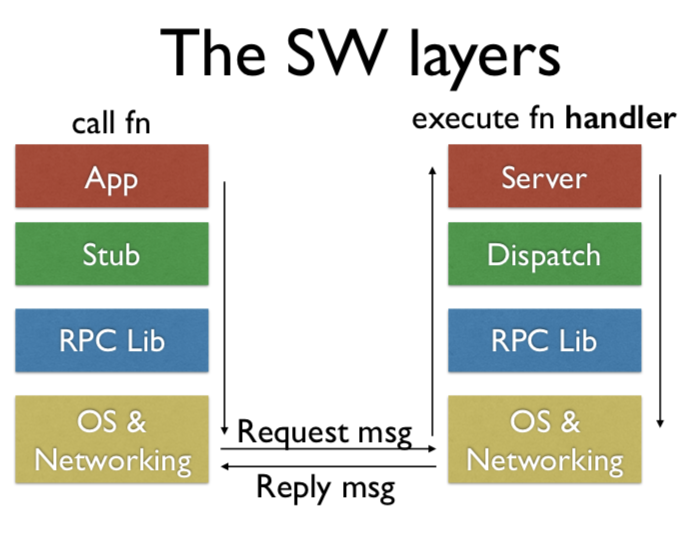 The SW layers
call fn
execute fn handler
App
Server
Stub
Dispatch
RPC Lib
RPC Lib
OS &
Networking
OS &
Networking
Request msg
Reply msg